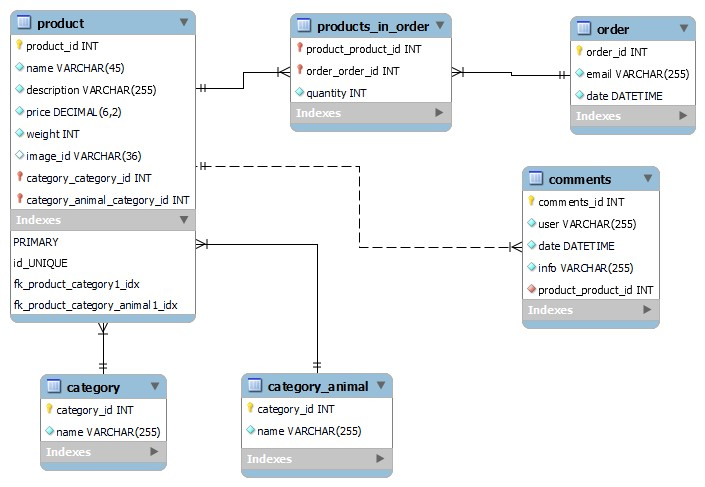 product
product_id INT
name VARCHAR(45)
description VARCHAR(255)
price DECIMAL(6,2)
weight INT
image_id VARCHAR(36)
category_category_id INT
category_animal_category_id INT
Indexes
PRIMARY
id_UNIQUE
fk_product_category1_idx
fk_product_category_animal1_idx
products_in_order
product_product_id INT
order_order_id INT
quantity INT
Indexes
order
order_id INT
email VARCHAR(255)
date DATETIME
Indexes
comments
comments_id INT
user VARCHAR(255)
date DATETIME
info VARCHAR(255)
product_product_id INT
Indexes
category
category_id INT
name VARCHAR(255)
Indexes
category_animal
category_id INT
name VARCHAR(255)
Indexes